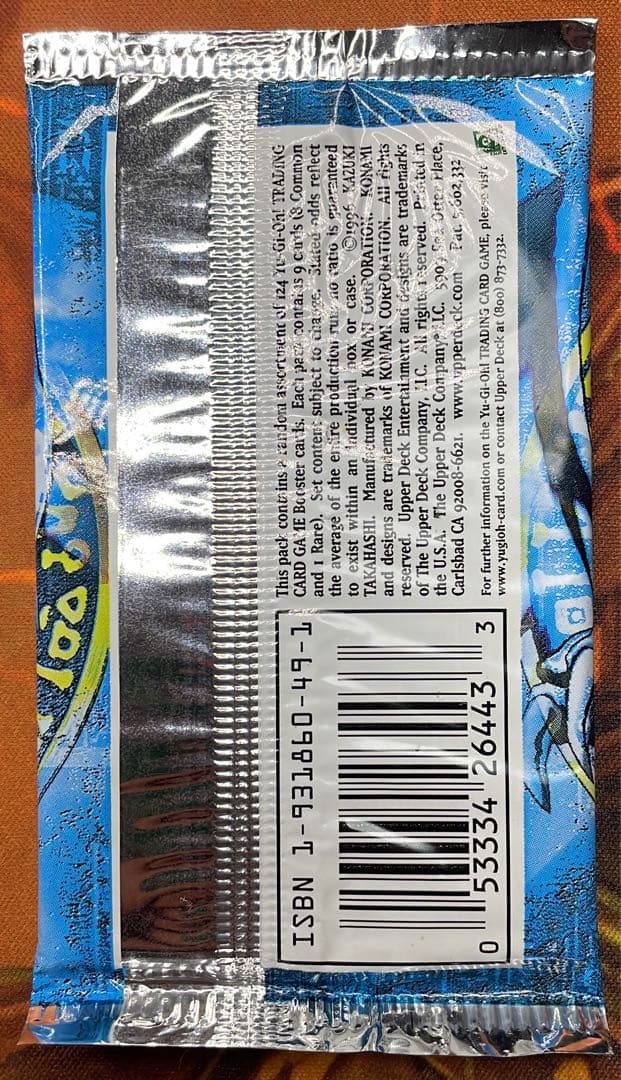 This pack contains a random assortment of 124 Yu-Gi-Oh! TRADING
CARD GAME Booster cards. Each pack contains 9 cards (8 Common
and 1 Rare). Set content subject to change. Stated odds reflect
the average of the entire production run; no ratio is guaranteed
to exist within an individual box or case. ©1996 KAZUKI
TAKAHASHI. Manufactured by KONAMI CORPORATION. KONAMI
and designs are trademarks of KONAMI CORPORATION. All rights
reserved. Upper Deck Entertainment and designs are trademarks
of The Upper Deck Company, LLC. All rights reserved. Printed in
the U.S.A. The Upper Deck Company, LLC. Sea Otter Place,
Carlsbad CA 92008-6621. www.upperdeck.com Pat.
For further information on the Yu-Gi-Oh! TRADING CARD GAME, please visit
www.yugioh-card.com or contact Upper Deck at (800) 873-7332.
ISBN 1-931860-49-1
0 53334 26443 3